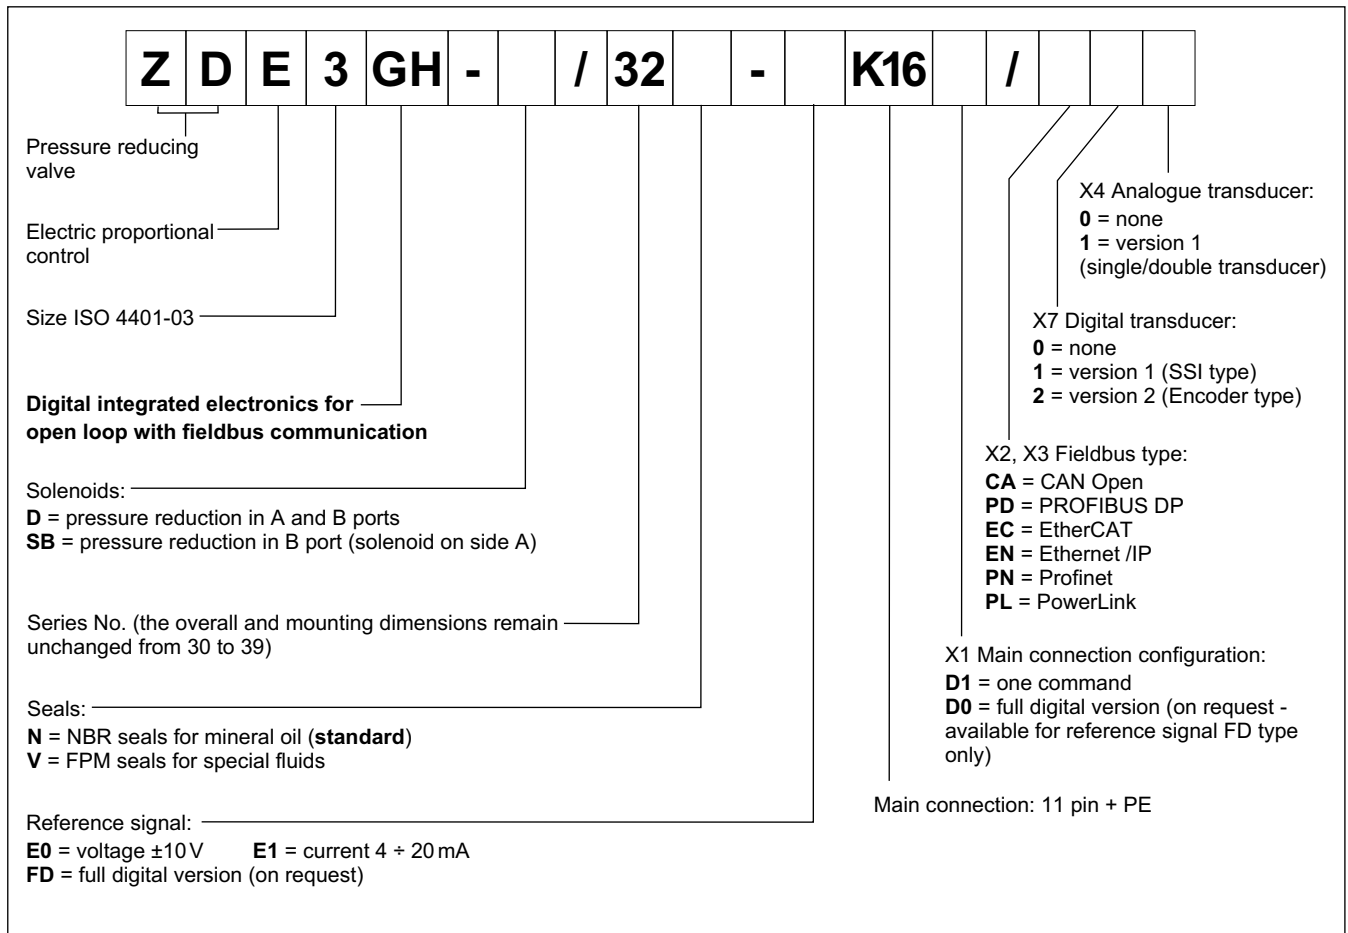 Z D E 3 GH - / 32 - K16 /
Pressure reducing
valve
Electric proportional
control
Size ISO 4401-03
Digital integrated electronics for
open loop with fieldbus communication
Solenoids:
D = pressure reduction in A and B ports
SB = pressure reduction in B port (solenoid on side A)
Series No. (the overall and mounting dimensions remain
unchanged from 30 to 39)
Seals:
N = NBR seals for mineral oil (standard)
V = FPM seals for special fluids
Reference signal:
E0 = voltage ±10 V E1 = current 4 ÷ 20 mA
FD = full digital version (on request)
X4 Analogue transducer:
0 = none
1 = version 1
(single/double transducer)
X7 Digital transducer:
0 = none
1 = version 1 (SSI type)
2 = version 2 (Encoder type)
X2, X3 Fieldbus type:
CA = CAN Open
PD = PROFIBUS DP
EC = EtherCAT
EN = Ethernet /IP
PN = Profinet
PL = PowerLink
X1 Main connection configuration:
D1 = one command
D0 = full digital version (on request -
available for reference signal FD type
only)
Main connection: 11 pin + PE